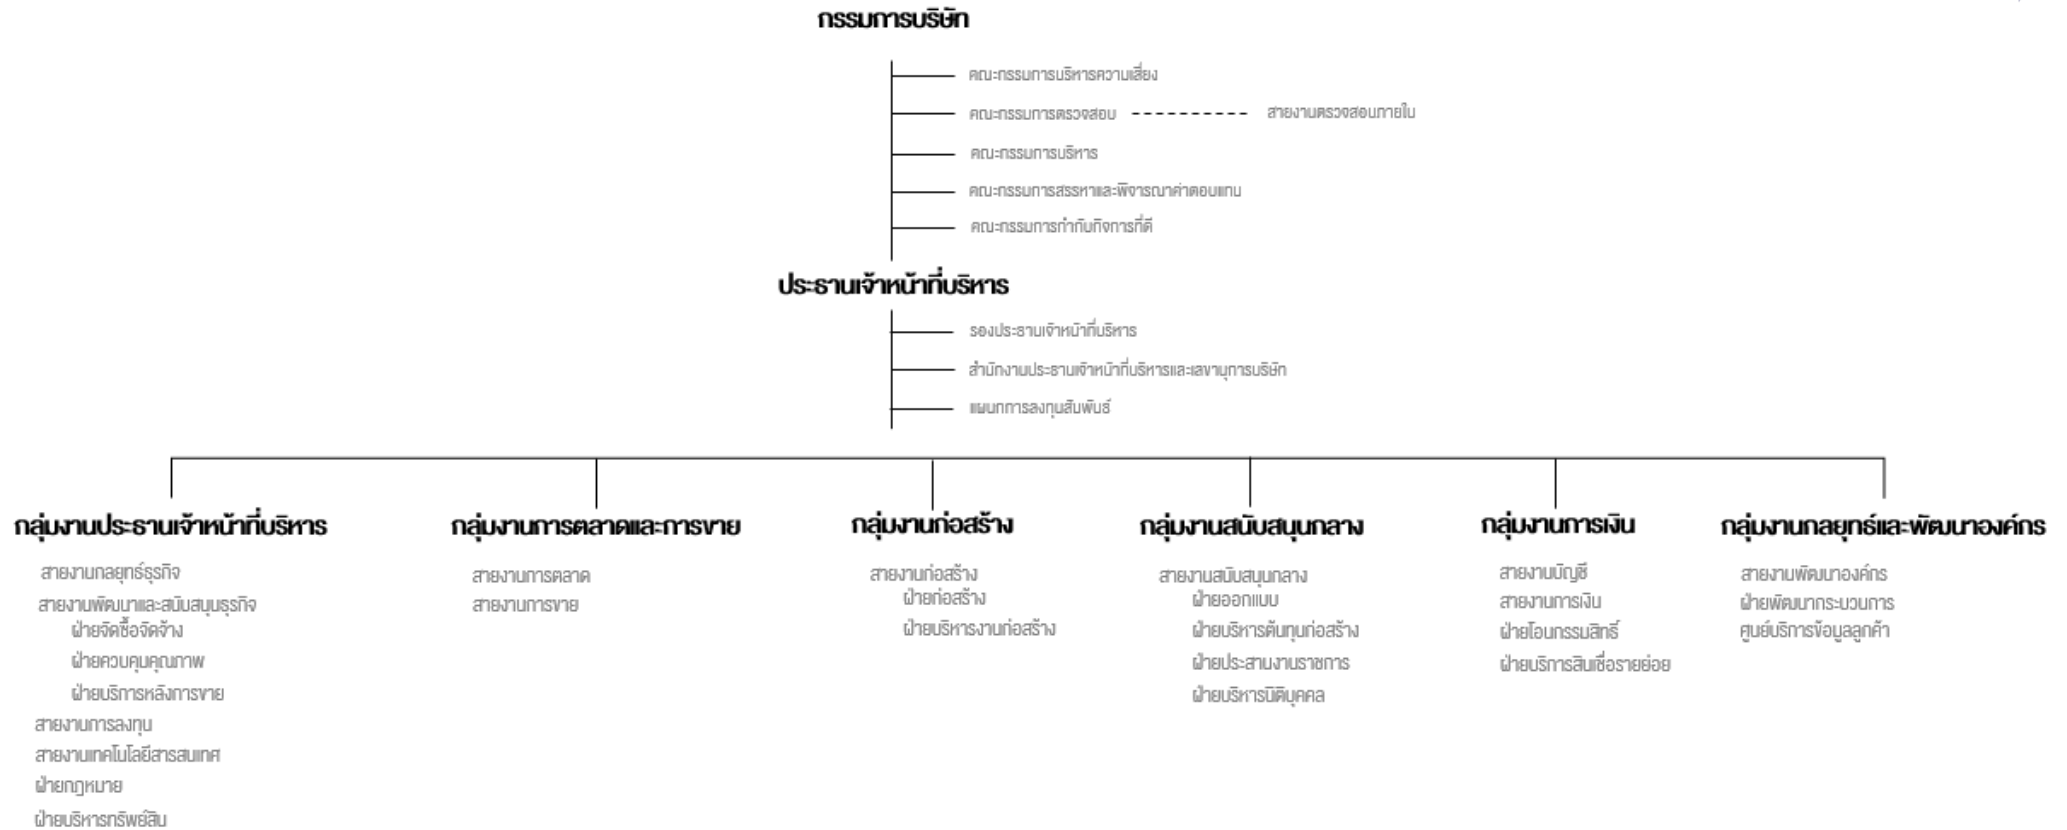 กรรมการบริษัท
คณะกรรมการบริหารความเสี่ยง
คณะกรรมการตรวจสอบ
สายงานตรวจสอบภายใน
คณะกรรมการบริหาร
คณะกรรมการสรรหาและพิจารณาค่าตอบแทน
คณะกรรมการกำกับกิจการที่ดี
ประธานเจ้าหน้าที่บริหาร
รองประธานเจ้าหน้าที่บริหาร
สำนักงานประธานเจ้าหน้าที่บริหารและเลขานุการบริษัท
แผนกการลงทุนสัมพันธ์
กลุ่มงานประธานเจ้าหน้าที่บริหาร
สายงานกลยุทธ์ธุรกิจ
สายงานพัฒนาและสนับสนุนธุรกิจ
ฝ่ายจัดซื้อจัดจ้าง
ฝ่ายควบคุมคุณภาพ
ฝ่ายบริการหลังการขาย
สายงานการลงทุน
สายงานเทคโนโลยีสารสนเทศ
ฝ่ายกฎหมาย
ฝ่ายบริหารทรัพย์สิน
กลุ่มงานการตลาดและการขาย
สายงานการตลาด
สายงานการขาย
กลุ่มงานก่อสร้าง
สายงานก่อสร้าง
ฝ่ายก่อสร้าง
ฝ่ายบริหารงานก่อสร้าง
กลุ่มงานสนับสนุนกลาง
สายงานสนับสนุนกลาง
ฝ่ายออกแบบ
ฝ่ายบริหารต้นทุนก่อสร้าง
ฝ่ายประสานงานราชการ
ฝ่ายบริหารนิติบุคคล
กลุ่มงานการเงิน
สายงานบัญชี
สายงานการเงิน
ฝ่ายโอนกรรมสิทธิ์
ฝ่ายบริการสินเชื่อรายย่อย
กลุ่มงานกลยุทธ์และพัฒนาองค์กร
สายงานพัฒนาองค์กร
ฝ่ายพัฒนากระบวนการ
ศูนย์บริการข้อมูลลูกค้า